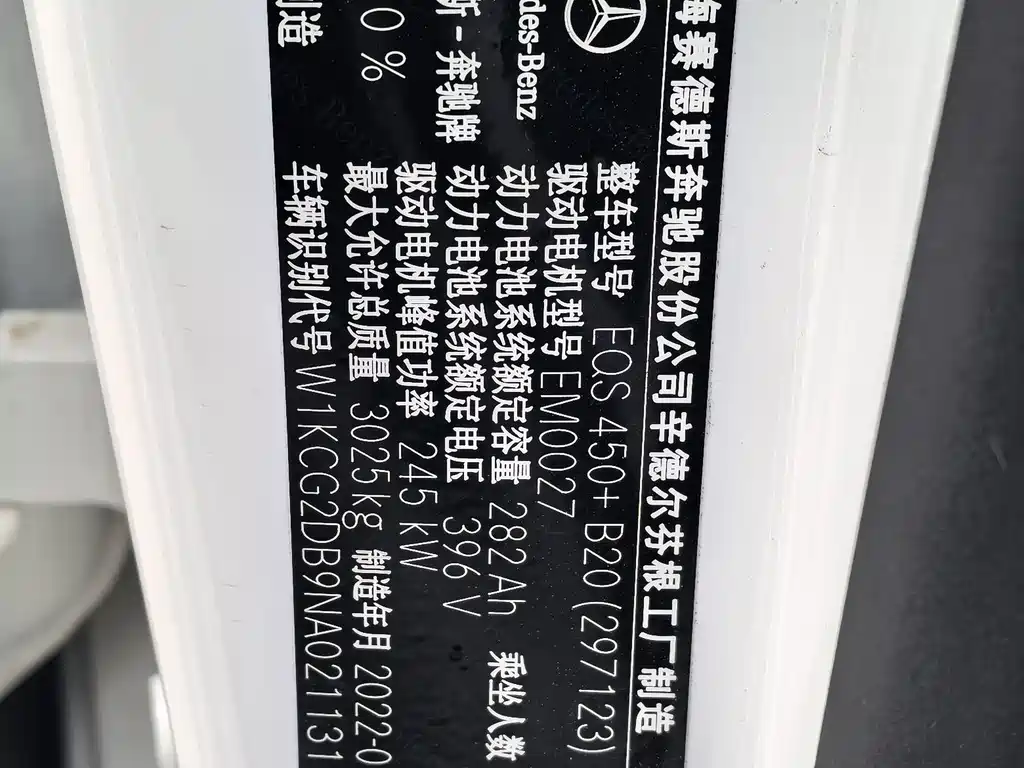 梅赛德斯奔驰股份公司辛德尔芬根工厂制造
整车型号 EQS 450+ B20 (297123)
驱动电机型号 EM0027
动力电池系统额定容量 282 Ah 乘坐人数
动力电池系统额定电压 396 V
驱动电机峰值功率 245 kW
最大允许总质量 3025kg 制造年月 2022-0
车辆识别代号 W1KCG2DB9NA021131
des-Benz
斯-奔驰牌
0 %
制造